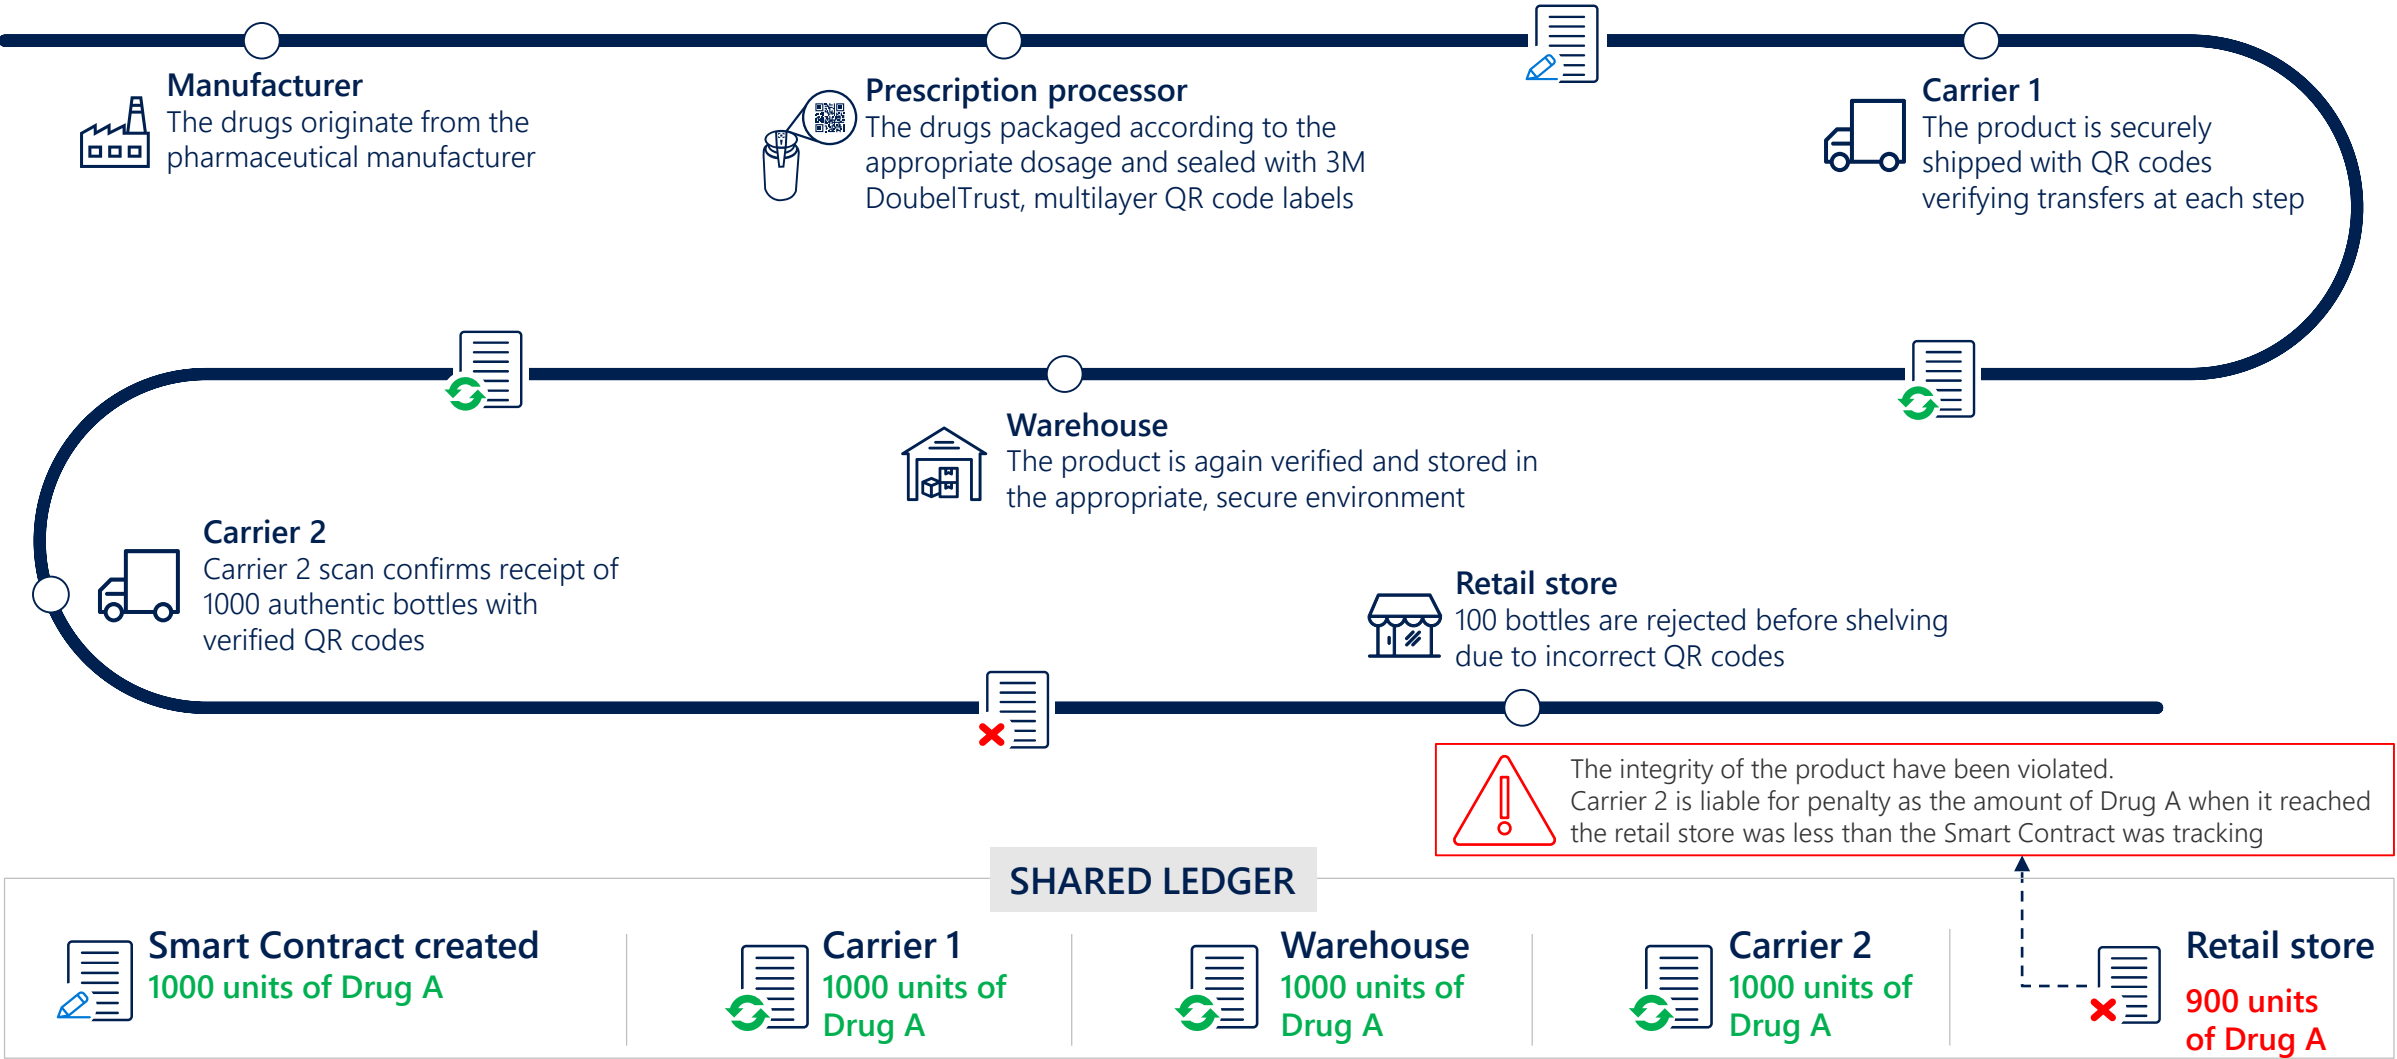 Manufacturer
The drugs originate from the
pharmaceutical manufacturer
Prescription processor
The drugs packaged according to the
appropriate dosage and sealed with 3M
DoubelTrust, multilayer QR code labels
Carrier 1
The product is securely
shipped with QR codes
verifying transfers at each step
Warehouse
The product is again verified and stored in
the appropriate, secure environment
Carrier 2
Carrier 2 scan confirms receipt of
1000 authentic bottles with
verified QR codes
Retail store
100 bottles are rejected before shelving
due to incorrect QR codes
The integrity of the product have been violated.
Carrier 2 is liable for penalty as the amount of Drug A when it reached
the retail store was less than the Smart Contract was tracking
SHARED LEDGER
Smart Contract created
1000 units of Drug A
Carrier 1
1000 units of
Drug A
Warehouse
1000 units of
Drug A
Carrier 2
1000 units of
Drug A
Retail store
900 units
of Drug A